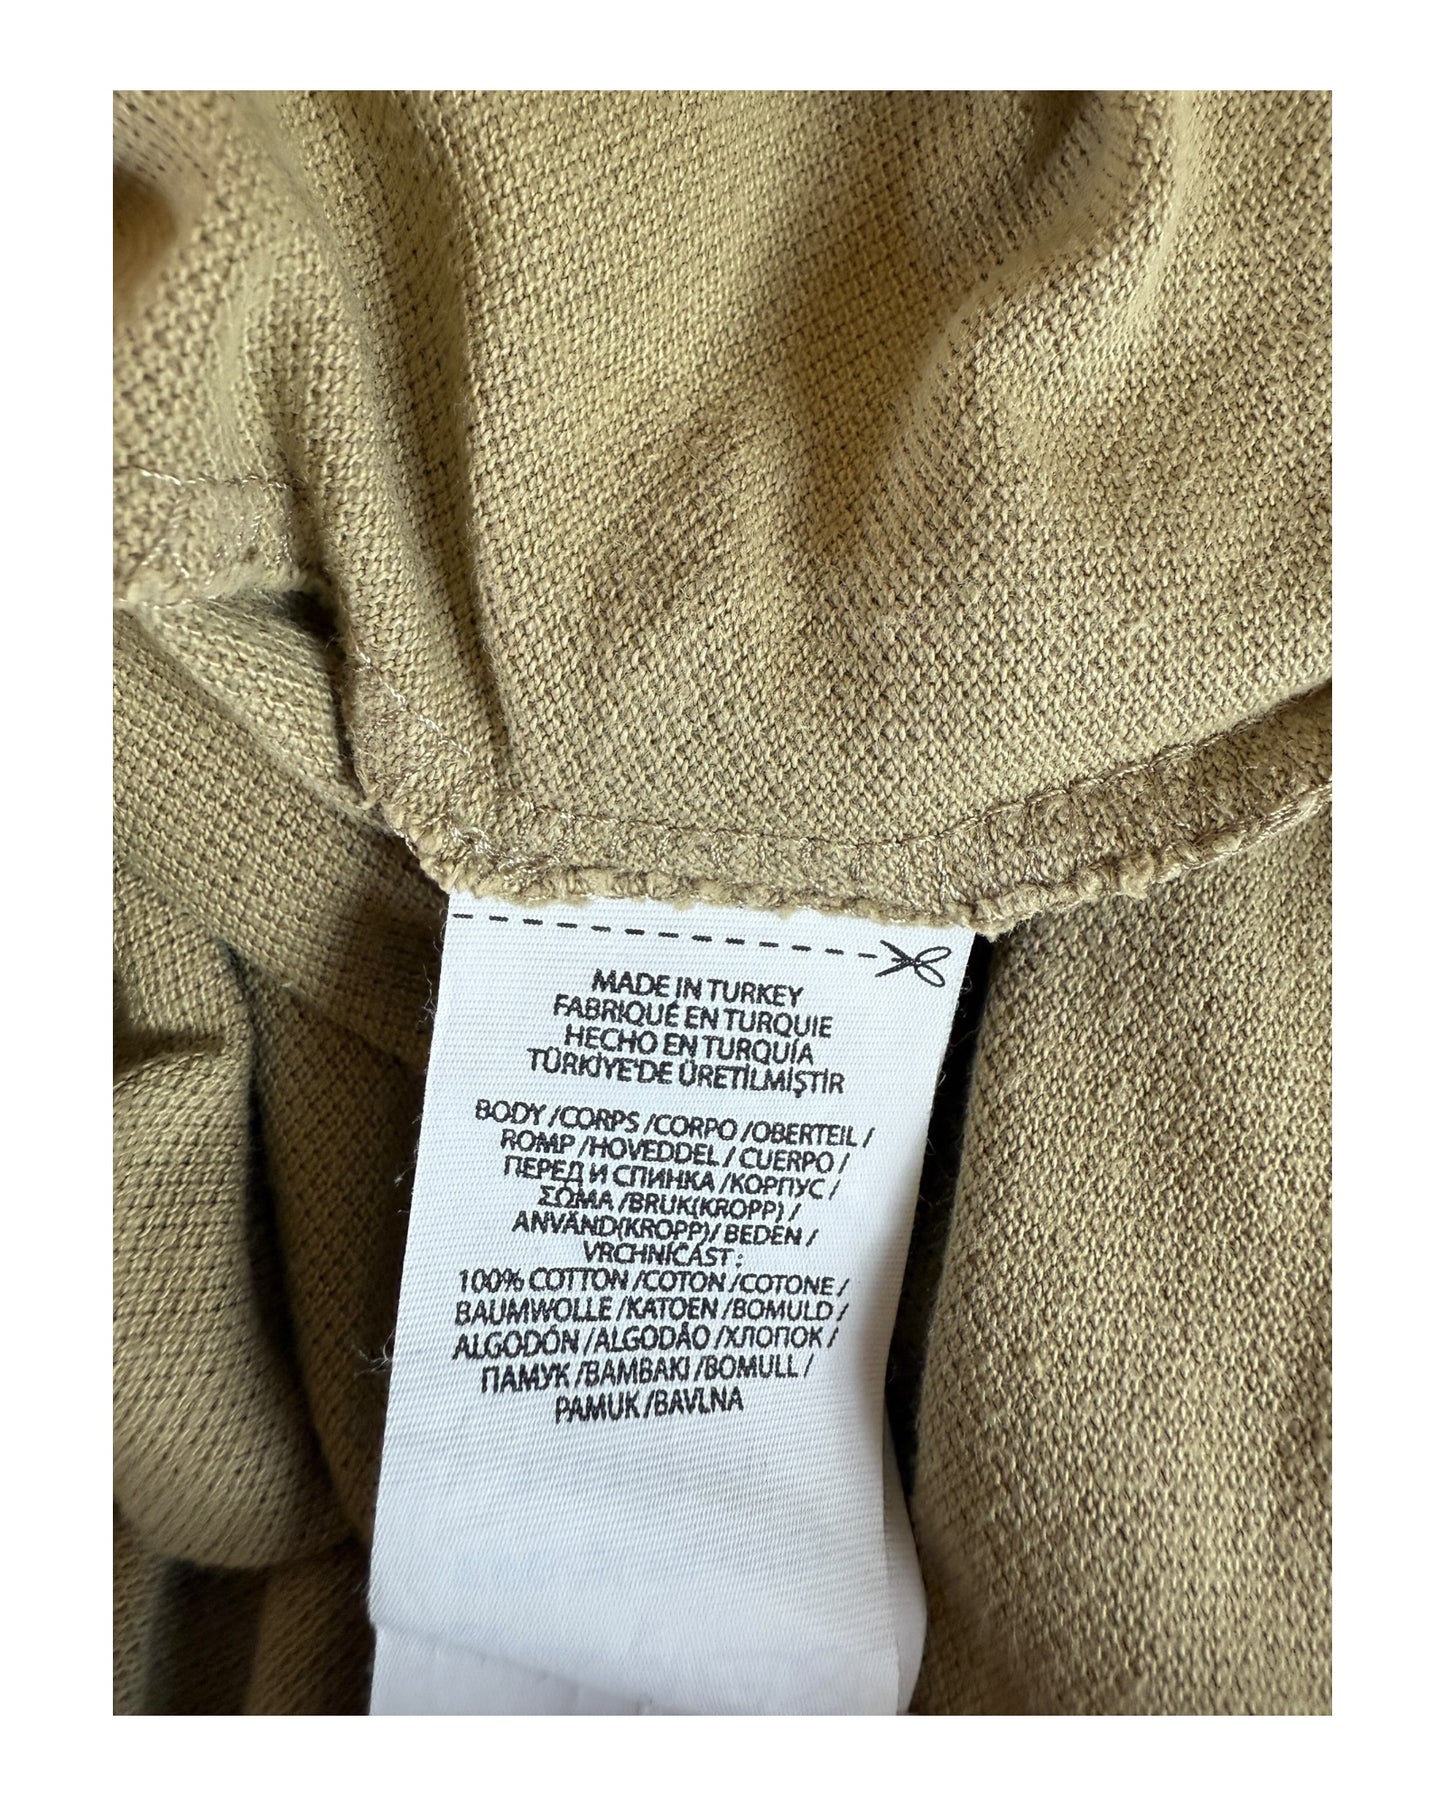 MADE IN TURKEY
FABRIQUÉ EN TURQUIE
HECHO EN TURQUÍA
TÜRKİYE'DE ÜRETİLMİŞTİR
BODY /CORPS /CORPO /OBERTEIL /
ROMP /HOVEDDEL / CUERPO /
ПЕРЕД И СПИНКА /КОРПУС /
ΣΩΜΑ /BRUK(KROPP) /
ANVÄND(KROPP)/ BEDEN /
VRCHNÍCÁST :
100% COTTON /COTON /COTONE /
BAUMWOLLE /KATOEN /BOMULD /
ALGODÓN /ALGODÃO /ХЛОПОК /
ПАМУК /ΒΑΜΒΑΚΙ /BOMULL /
PAMUK /BAVLNA